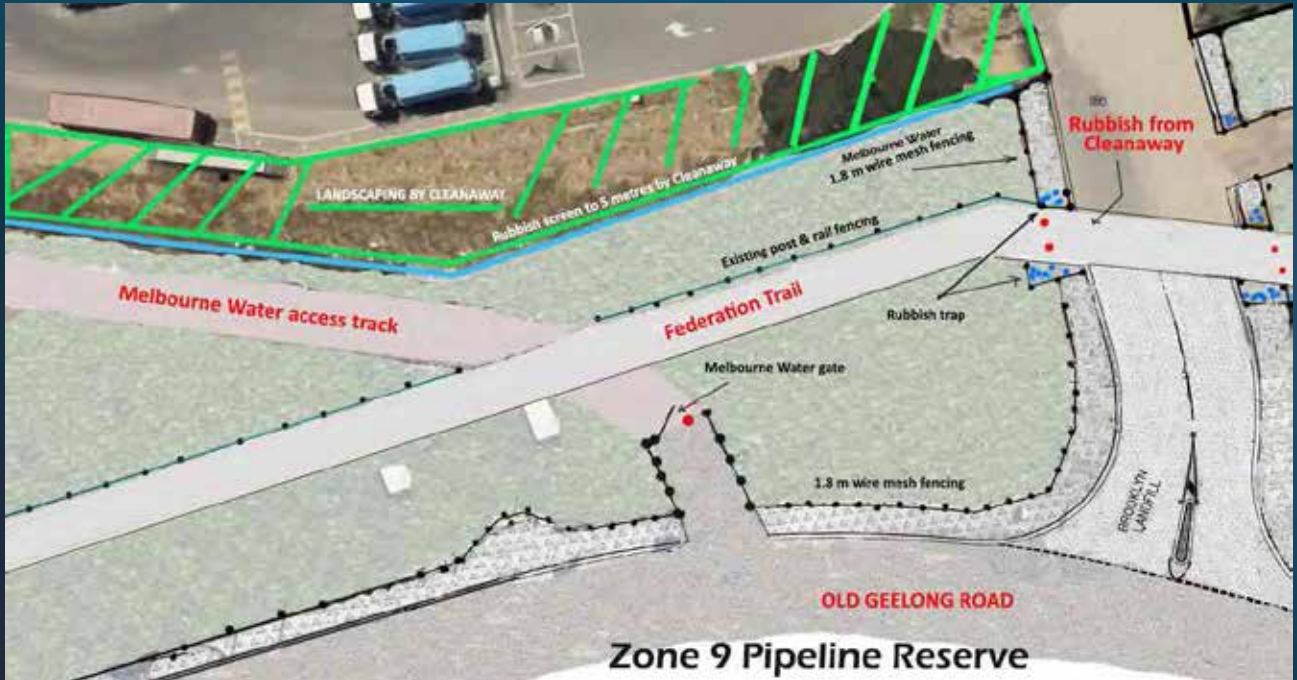 180
Rubbish from
Cleanaway
Melbourne Water
1.8 m wire mesh fencing
LANDSCAPING BY CLEANAWAY
Rubbish screen to 5 metres by Cleanaway
Existing post & rail fencing
Melbourne Water access track
Federation Trail
Rubbish trap
Melbourne Water gate
1.8 m wire mesh fencing
BROOKLYN
LANDFILL
OLD GEELONG ROAD
Zone 9 Pipeline Reserve